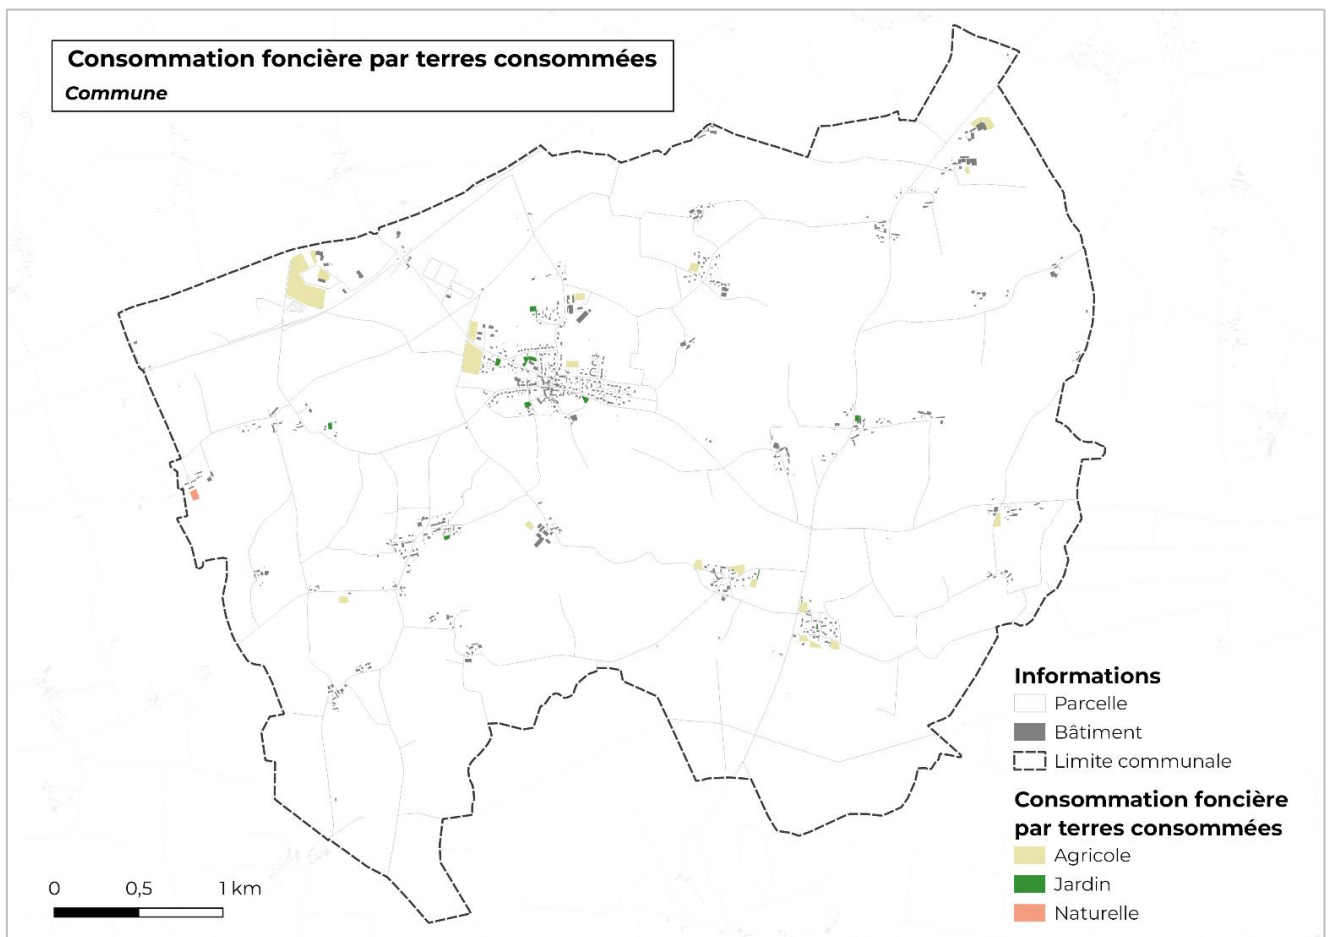 Consommation foncière par terres consommées
Commune
Informations
Parcelle
Bâtiment
Limite communale
Consommation foncière
par terres consommées
Agricole
Jardin
Naturelle
0 0,5 1 km